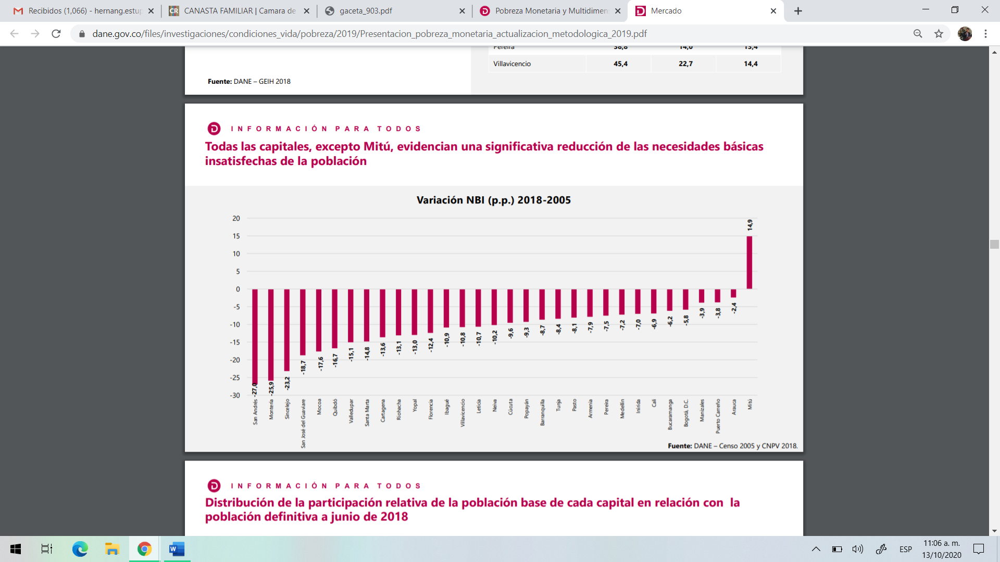 Recibidos (1,066) - hernang.estup
CANASTA FAMILIAR | Camara de
gaceta_903.pdf
Pobreza Monetaria y Multidimen
Mercado
dane.gov.co/files/investigaciones/condiciones_vida/pobreza/2019/Presentacion_pobreza_monetaria_actualizacion_metodologica_2019.pdf
Pereira 38,8 14,0 13,4
Villavicencio 45,4 22,7 14,4
Fuente: DANE – GEIH 2018
INFORMACIÓN PARA TODOS
Todas las capitales, excepto Mitú, evidencian una significativa reducción de las necesidades básicas
insatisfechas de la población
Variación NBI (p.p.) 2018-2005
20
15
10
5
0
-5
-10
-15
-20
-25
-30
-27,0 -25,9 -23,2 -18,7 -17,6 -16,7 -15,1 -14,8 -13,6 -13,1 -13,0 -12,4 -10,9 -10,8 -10,7 -10,2 -9,6 -9,3 -8,7 -8,4 -8,1 -7,9 -7,5 -7,2 -7,0 -6,9 -6,2 -5,8 -3,9 -3,8 -2,4 14,9
San Andrés
Montería
Sincelejo
San José del Guaviare
Mocoa
Quibdó
Valledupar
Santa Marta
Cartagena
Riohacha
Yopal
Florencia
Ibagué
Villavicencio
Leticia
Neiva
Cúcuta
Popayán
Barranquilla
Tunja
Pasto
Armenia
Pereira
Medellín
Inírida
Cali
Bucaramanga
Bogotá, D.C.
Manizales
Puerto Carreño
Arauca
Mitú
Fuente: DANE – Censo 2005 y CNPV 2018.
INFORMACIÓN PARA TODOS
Distribución de la participación relativa de la población base de cada capital en relación con la
población definitiva a junio de 2018
ESP
11:06 a. m.
13/10/2020